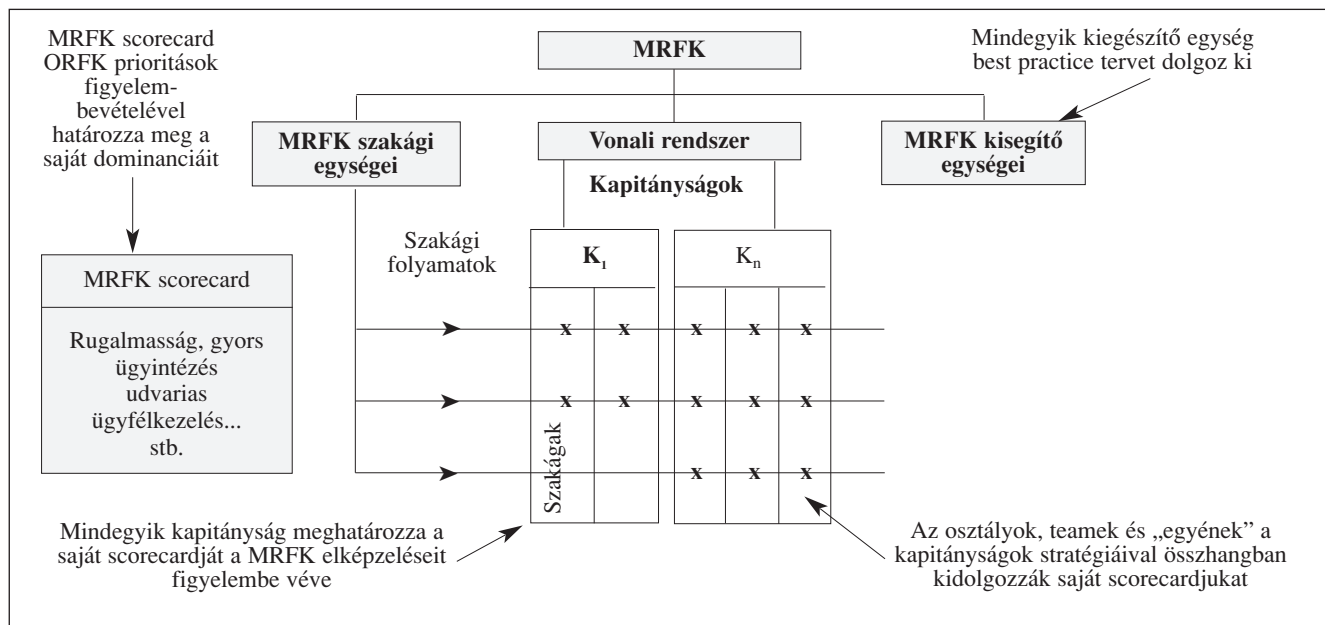 MRFK scorecard
ORFK prioritások
figyelem-
bevételével
határozza meg a
saját dominanciáit
MRFK
Mindegyik kiegészítő egység
best practice tervet dolgoz ki
MRFK szakági
egységei
Vonali rendszer
MRFK kisegítő
egységei
Kapitányságok
Szakági
folyamatok
K₁
Kₙ
MRFK scorecard
Rugalmasság, gyors
ügyintézés
udvarias
ügyfélkezelés...
stb.
x x x x x
x x x x x
x x x
Szakágak
Mindegyik kapitányság meghatározza a
saját scorecardját a MRFK elképzeléseit
figyelembe véve
Az osztályok, teamek és „egyének” a
kapitányságok stratégiáival összhangban
kidolgozzák saját scorecardjukat